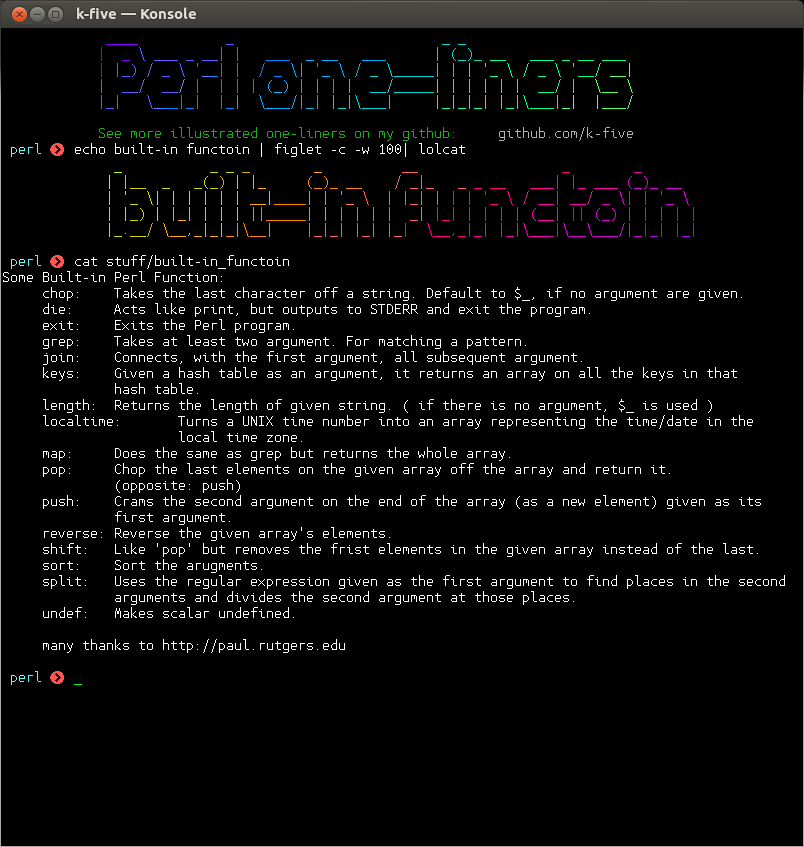 k-five — Konsole
Perl one-liners
See more illustrated one-liners on my github: github.com/k-five
perl echo built-in functoin | figlet -c -w 100| lolcat
built-in functoin
perl cat stuff/built-in_functoin
Some Built-in Perl Function:
chop: Takes the last character off a string. Default to $_, if no argument are given.
die: Acts like print, but outputs to STDERR and exit the program.
exit: Exits the Perl program.
grep: Takes at least two argument. For matching a pattern.
join: Connects, with the first argument, all subsequent argument.
keys: Given a hash table as an argument, it returns an array on all the keys in that
hash table.
length: Returns the length of given string. ( if there is no argument, $_ is used )
localtime: Turns a UNIX time number into an array representing the time/date in the
local time zone.
map: Does the same as grep but returns the whole array.
pop: Chop the last elements on the given array off the array and return it.
(opposite: push)
push: Crams the second argument on the end of the array (as a new element) given as its
first argument.
reverse: Reverse the given array's elements.
shift: Like 'pop' but removes the frist elements in the given array instead of the last.
sort: Sort the arugments.
split: Uses the regular expression given as the first argument to find places in the second
arguments and divides the second argument at those places.
undef: Makes scalar undefined.
many thanks to http://paul.rutgers.edu
perl _